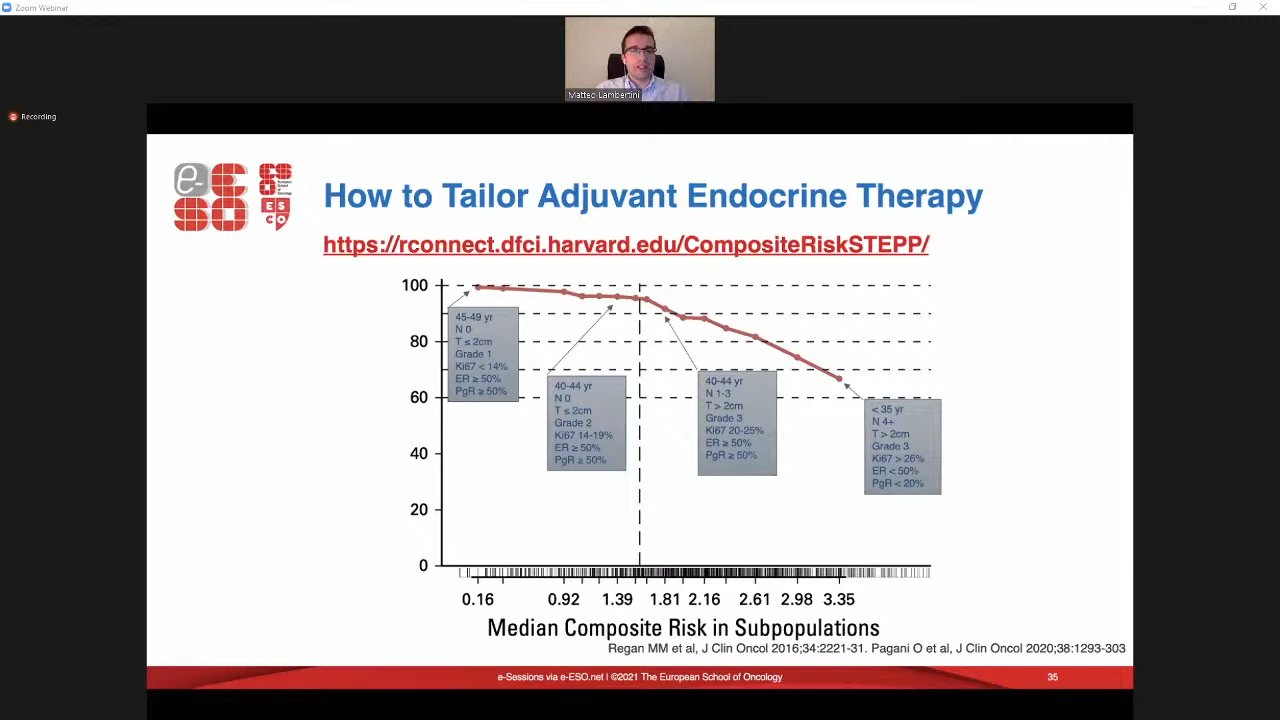 Zoom Webinar
Matteo Lambertini
Recording
e-ESO
ESCO
How to Tailor Adjuvant Endocrine Therapy
https://rconnect.dfci.harvard.edu/CompositeRiskSTEPP/
100
80
60
40
20
0
45-49 yr
N 0
T ≤ 2cm
Grade 1
Ki67 < 14%
ER ≥ 50%
PgR ≥ 50%
40-44 yr
N 0
T ≤ 2cm
Grade 2
Ki67 14-19%
ER ≥ 50%
PgR ≥ 50%
40-44 yr
N 1-3
T > 2cm
Grade 3
Ki67 20-25%
ER ≥ 50%
PgR ≥ 50%
< 35 yr
N 4+
T > 2cm
Grade 3
Ki67 > 26%
ER < 50%
PgR < 20%
0.16 0.92 1.39 1.81 2.16 2.61 2.98 3.35
Median Composite Risk in Subpopulations
Regan MM et al, J Clin Oncol 2016;34:2221-31. Pagani O et al, J Clin Oncol 2020;38:1293-303
e-Sessions via e-ESO.net I ©2021 The European School of Oncology
35